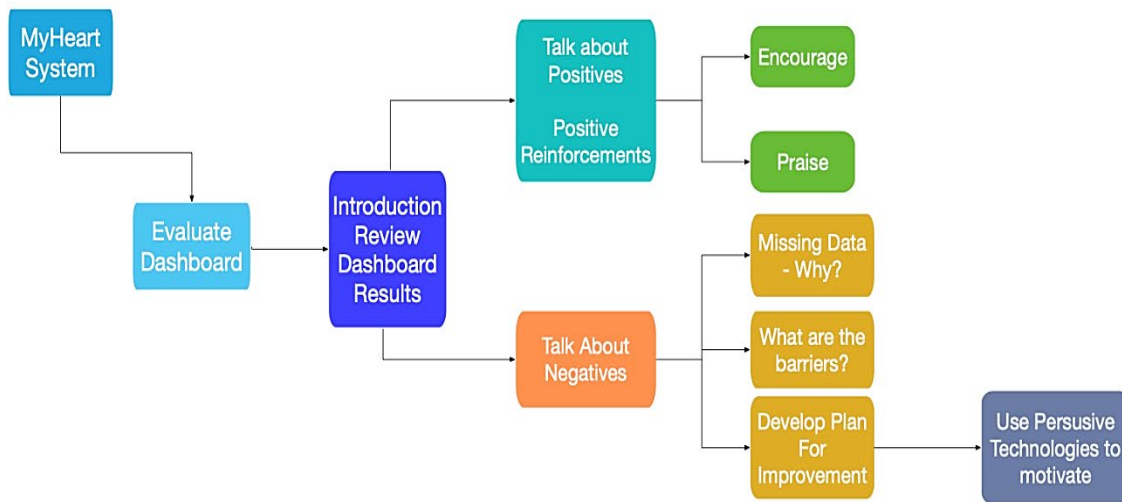 MyHeart
System
Evaluate
Dashboard
Introduction
Review
Dashboard
Results
Talk about
Positives
Positive
Reinforcements
Encourage
Praise
Talk About
Negatives
Missing Data
- Why?
What are the
barriers?
Develop Plan
For
Improvement
Use Persusive
Technologies to
motivate